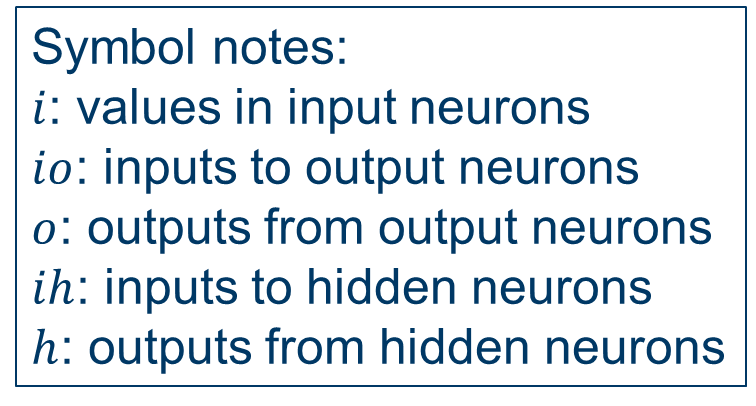 Symbol notes:
i: values in input neurons
io: inputs to output neurons
o: outputs from output neurons
ih: inputs to hidden neurons
h: outputs from hidden neurons